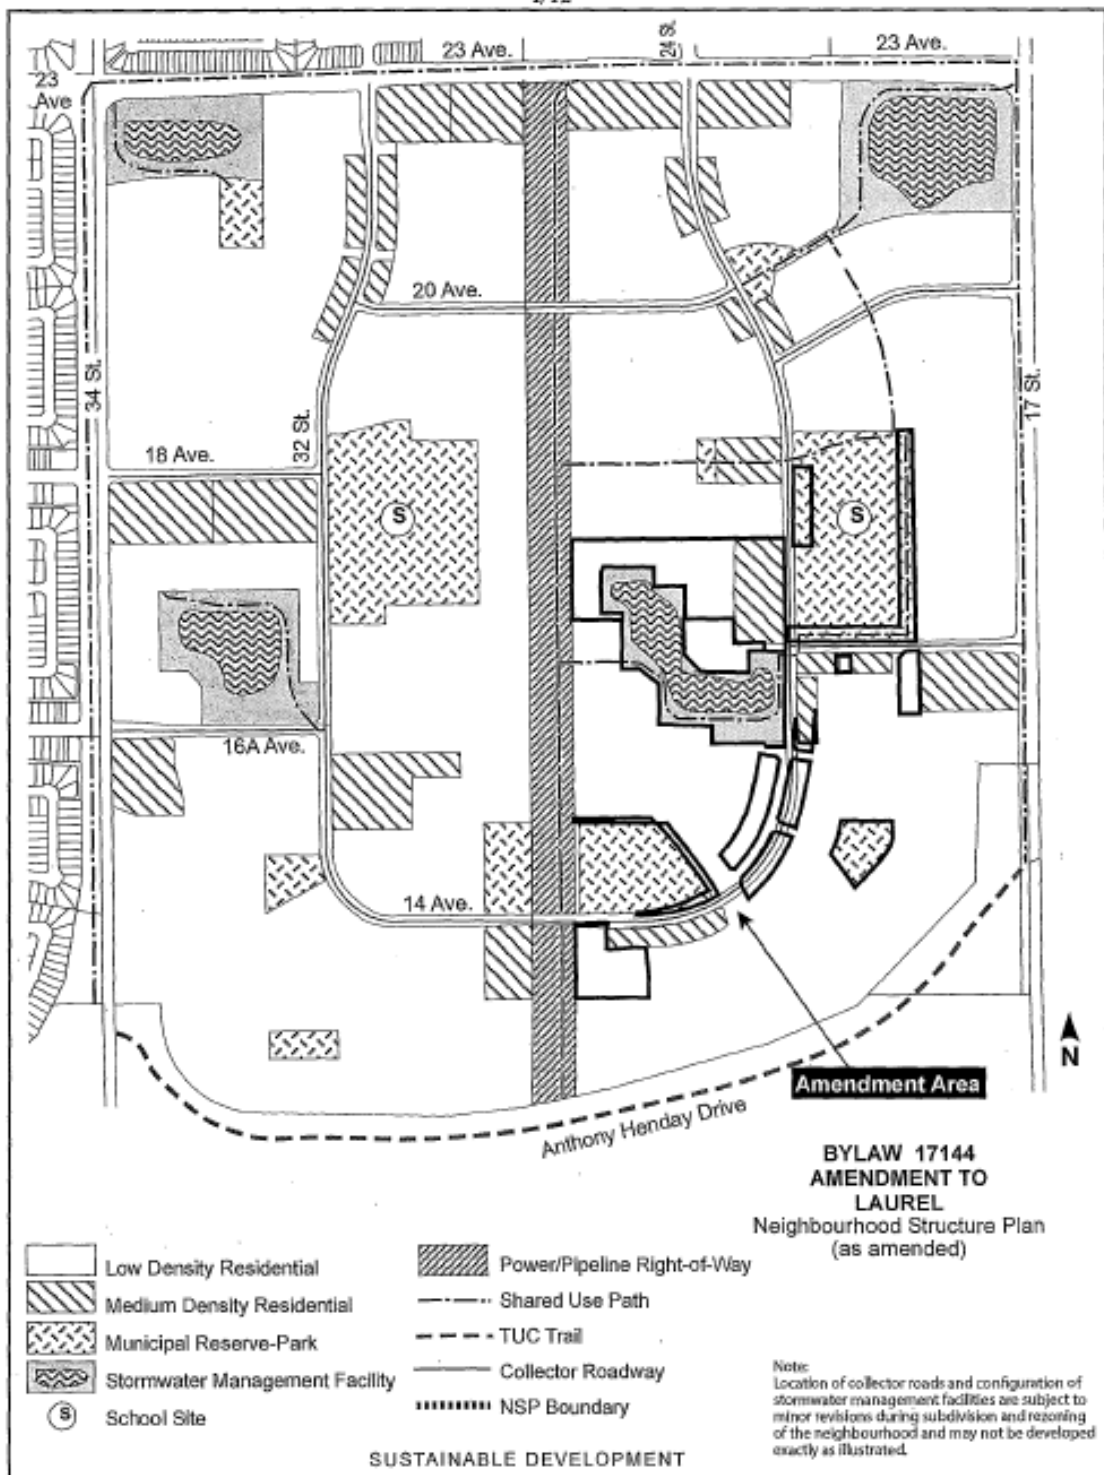 23 Ave.
24 St.
23 Ave.
23
Ave
20 Ave.
34 St.
17 St.
32 St.
18 Ave.
S
S
16A Ave.
14 Ave.
N
Amendment Area
Anthony Henday Drive
BYLAW 17144
AMENDMENT TO
LAUREL
Neighbourhood Structure Plan
(as amended)
Low Density Residential
Medium Density Residential
Municipal Reserve-Park
Stormwater Management Facility
S School Site
Power/Pipeline Right-of-Way
Shared Use Path
TUC Trail
Collector Roadway
NSP Boundary
Note:
Location of collector roads and configuration of
stormwater management facilities are subject to
minor revisions during subdivision and rezoning
of the neighbourhood and may not be developed
exactly as illustrated.
SUSTAINABLE DEVELOPMENT